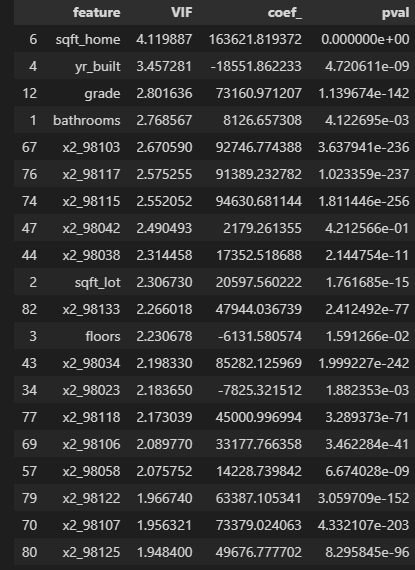 feature VIF coef_ pval
6 sqft_home 4.119887 163621.819372 0.000000e+00
4 yr_built 3.457281 -18551.862233 4.720611e-09
12 grade 2.801636 73160.971207 1.139674e-142
1 bathrooms 2.768567 8126.657308 4.122695e-03
67 x2_98103 2.670590 92746.774388 3.637941e-236
76 x2_98117 2.575255 91389.232782 1.023359e-237
74 x2_98115 2.552052 94630.681144 1.811446e-256
47 x2_98042 2.490493 2179.261355 4.212566e-01
44 x2_98038 2.314458 17352.518688 2.144754e-11
2 sqft_lot 2.306730 20597.560222 1.761685e-15
82 x2_98133 2.266018 47944.036739 2.412492e-77
3 floors 2.230678 -6131.580574 1.591266e-02
43 x2_98034 2.198330 85282.125969 1.999227e-242
34 x2_98023 2.183650 -7825.321512 1.882353e-03
77 x2_98118 2.173039 45000.996994 3.289373e-71
69 x2_98106 2.089770 33177.766358 3.462284e-41
57 x2_98058 2.075752 14228.739842 6.674028e-09
79 x2_98122 1.966740 63387.105341 3.059709e-152
70 x2_98107 1.956321 73379.024063 4.332107e-203
80 x2_98125 1.948400 49676.777702 8.295845e-96